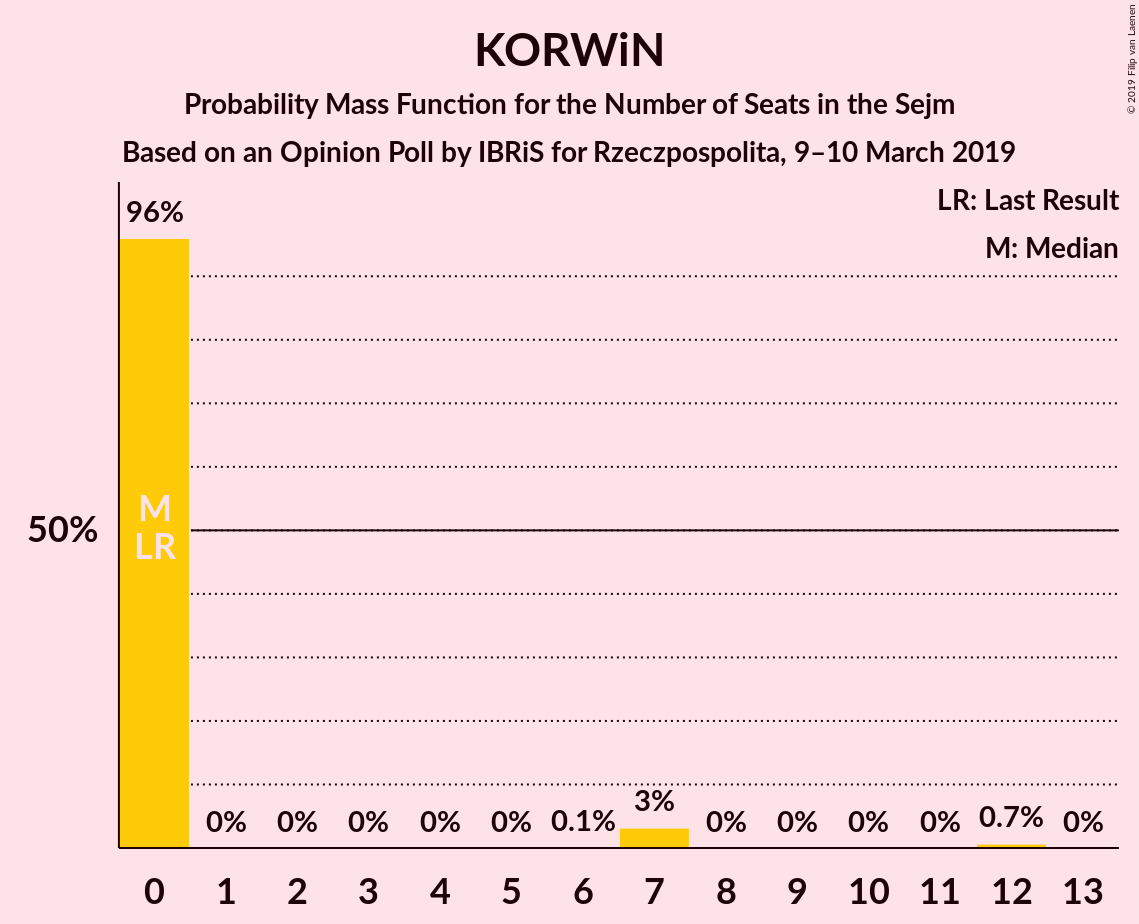 KORWiN
Probability Mass Function for the Number of Seats in the Sejm
Based on an Opinion Poll by IBRiS for Rzeczpospolita, 9–10 March 2019
© 2019 Filip van Laenen
LR: Last Result
M: Median
96%
50%
M
LR
0% 0% 0% 0% 0% 0.1% 3% 0% 0% 0% 0% 0.7% 0%
0 1 2 3 4 5 6 7 8 9 10 11 12 13